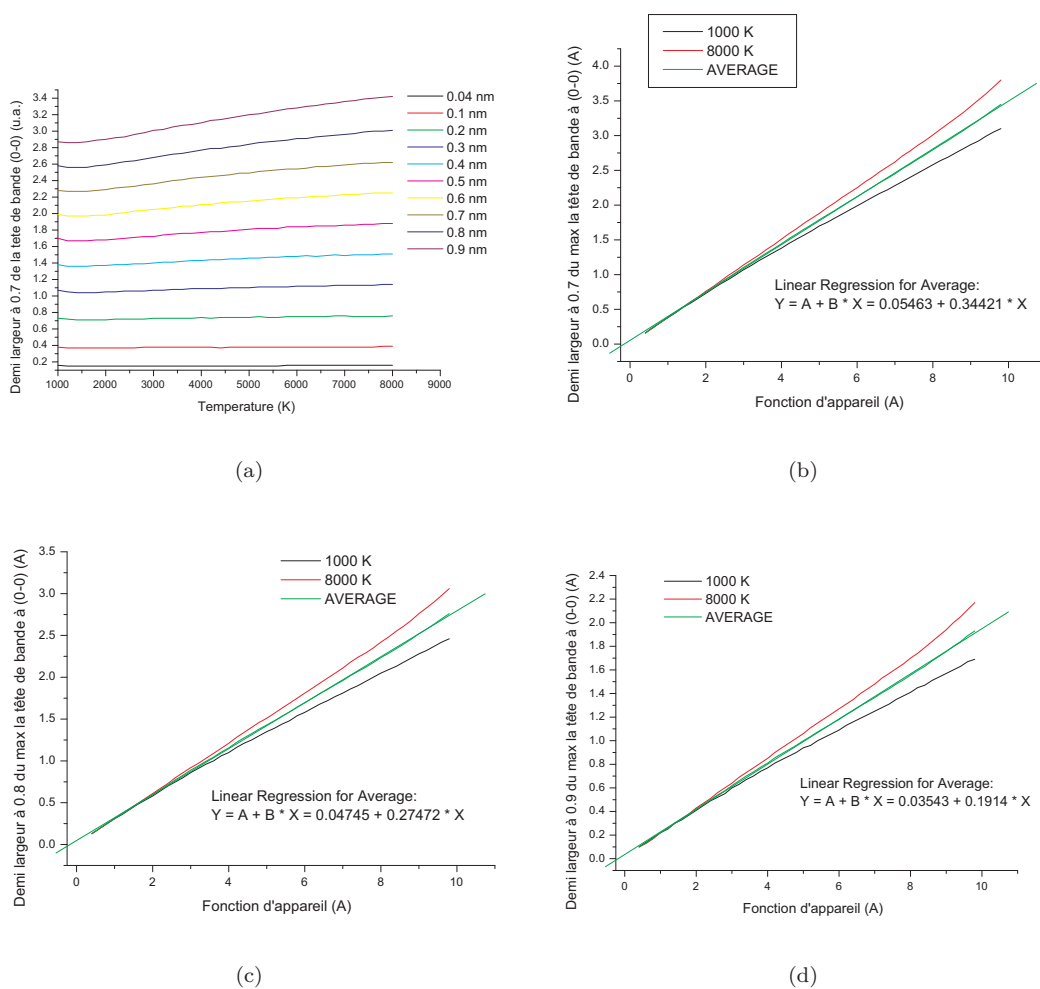 Demi largeur à 0.7 de la tete de bande (0-0) (u.a.)
3.4
3.2
3.0
2.8
2.6
2.4
2.2
2.0
1.8
1.6
1.4
1.2
1.0
0.8
0.6
0.4
0.2
1000 2000 3000 4000 5000 6000 7000 8000 9000
Temperature (K)
0.04 nm
0.1 nm
0.2 nm
0.3 nm
0.4 nm
0.5 nm
0.6 nm
0.7 nm
0.8 nm
0.9 nm
(a)
1000 K
8000 K
AVERAGE
Demi largeur à 0.7 du max la tête de bande à (0-0) (A)
4.0
3.5
3.0
2.5
2.0
1.5
1.0
0.5
0.0
Linear Regression for Average:
Y = A + B * X = 0.05463 + 0.34421 * X
0 2 4 6 8 10
Fonction d'appareil (A)
(b)
Demi largeur à 0.8 du max la tête de bande à (0-0) (A)
3.5
3.0
2.5
2.0
1.5
1.0
0.5
0.0
1000 K
8000 K
AVERAGE
Linear Regression for Average:
Y = A + B * X = 0.04745 + 0.27472 * X
0 2 4 6 8 10
Fonction d'appareil (A)
(c)
Demi largeur à 0.9 du max la tête de bande à (0-0) (A)
2.4
2.2
2.0
1.8
1.6
1.4
1.2
1.0
0.8
0.6
0.4
0.2
0.0
1000 K
8000 K
AVERAGE
Linear Regression for Average:
Y = A + B * X = 0.03543 + 0.1914 * X
0 2 4 6 8 10
Fonction d'appareil (A)
(d)